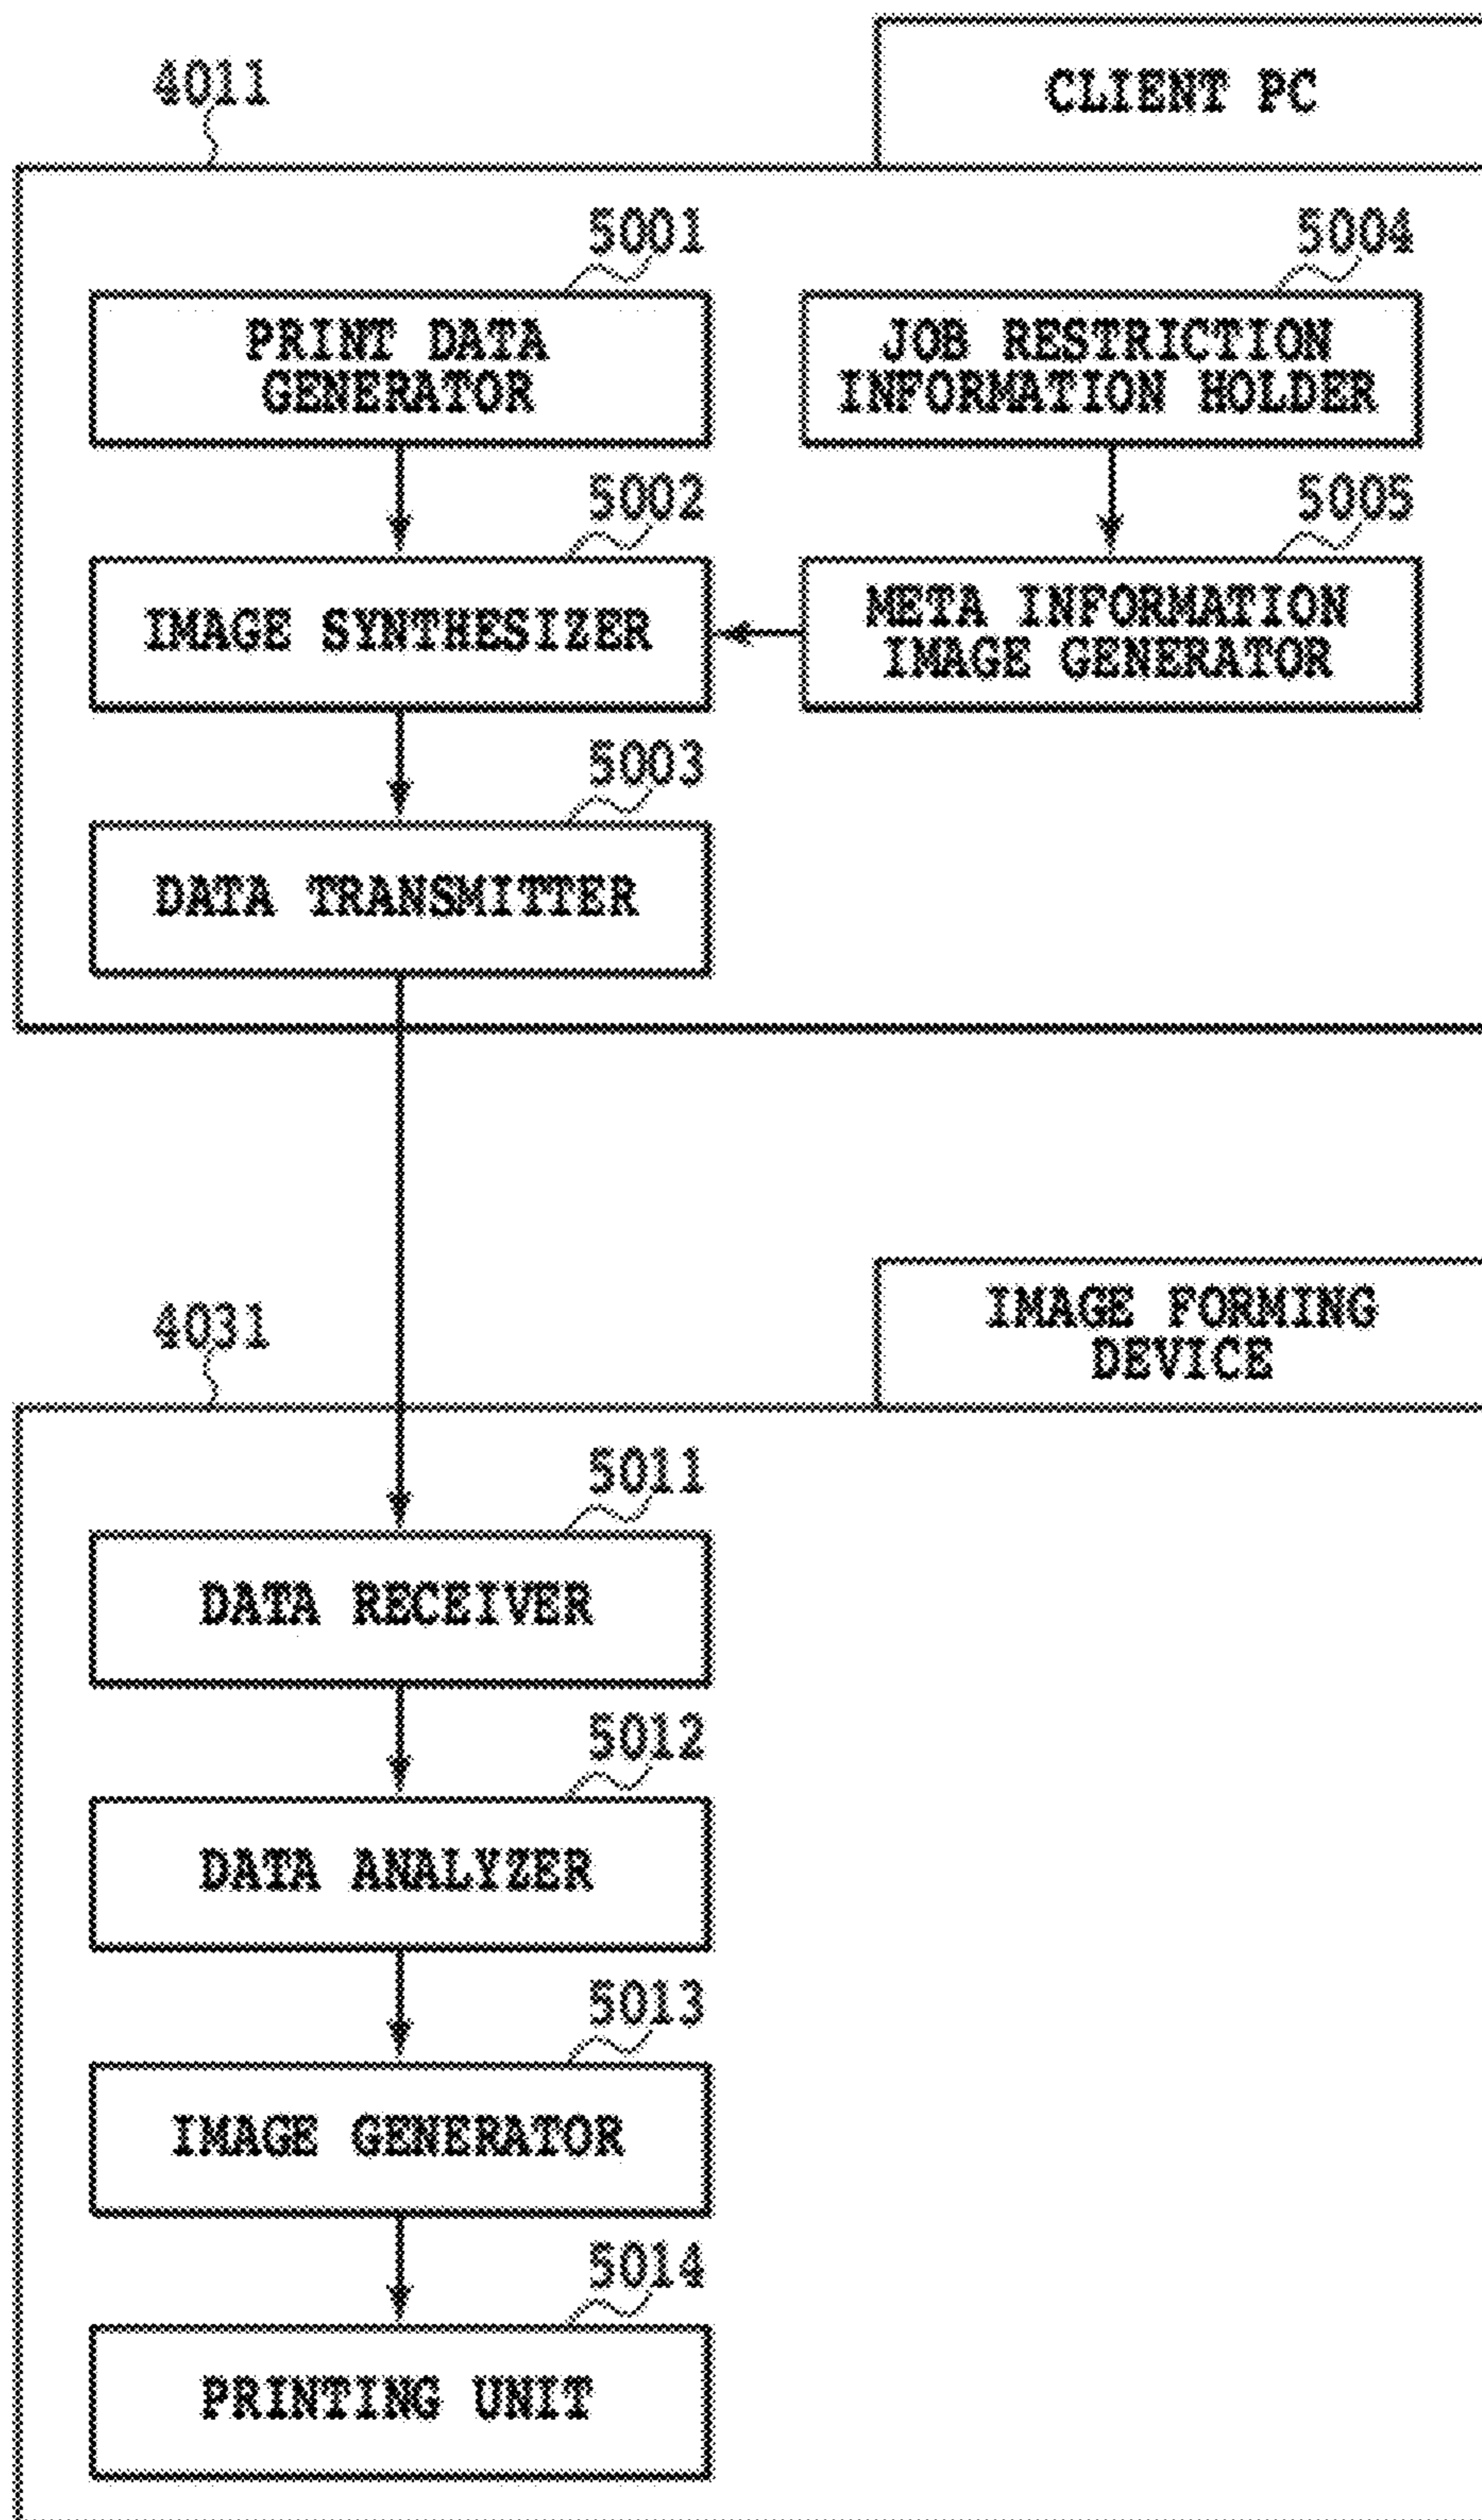 CLIENT PC
4011
5001
5004
PRINT DATA
GENERATOR
JOB RESTRICTION
INFORMATION HOLDER
5002
5005
IMAGE SYNTHESIZER
META INFORMATION
IMAGE GENERATOR
5003
DATA TRANSMITTER
IMAGE FORMING
DEVICE
4031
5011
DATA RECEIVER
5012
DATA ANALYZER
5013
IMAGE GENERATOR
5014
PRINTING UNIT